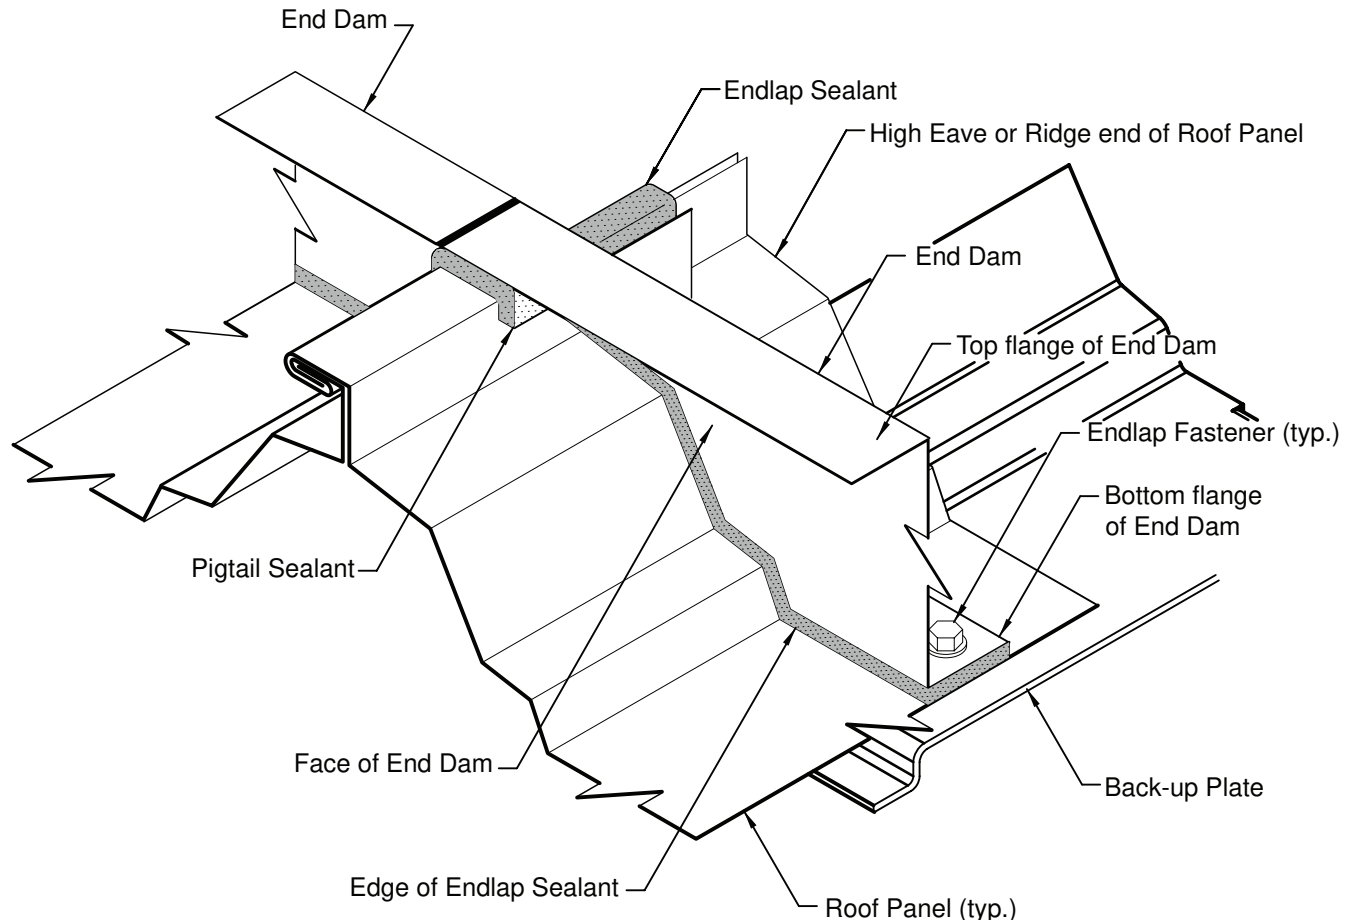 End Dam
Endlap Sealant
High Eave or Ridge end of Roof Panel
End Dam
Top flange of End Dam
Endlap Fastener (typ.)
Bottom flange
of End Dam
Pigtail Sealant
Face of End Dam
Back-up Plate
Edge of Endlap Sealant
Roof Panel (typ.)